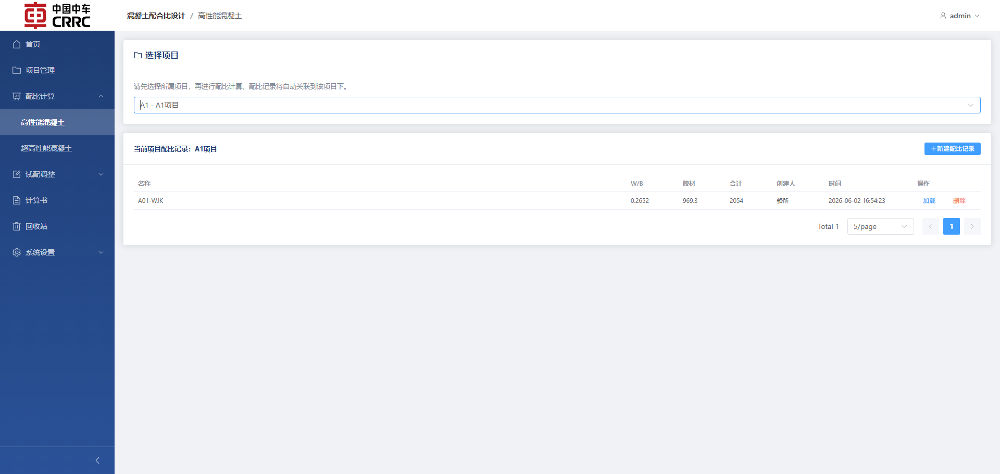 中国中车
CRRC
混凝土配合比设计 / 高性能混凝土
admin
首页
项目管理
配比计算
高性能混凝土
超高性能混凝土
试配调整
计算书
回收站
系统设置
选择项目
请先选择所属项目，再进行配比计算。配比记录将自动关联到该项目下。
A1 - A1项目
当前项目配比记录：A1项目
新建配比记录
名称 W/B 胶材 合计 创建人 时间 操作
A01-WJK 0.2652 969.3 2054 骆所 2026-06-02 16:54:23 加载 删除
Total 1 5/page 1